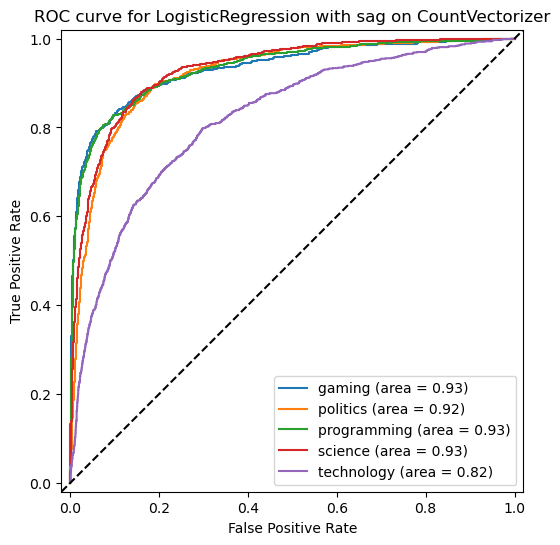 ROC curve for LogisticRegression with sag on CountVectorizer
True Positive Rate
1.0
0.8
0.6
0.4
0.2
0.0
gaming (area = 0.93)
politics (area = 0.92)
programming (area = 0.93)
science (area = 0.93)
technology (area = 0.82)
0.0 0.2 0.4 0.6 0.8 1.0
False Positive Rate